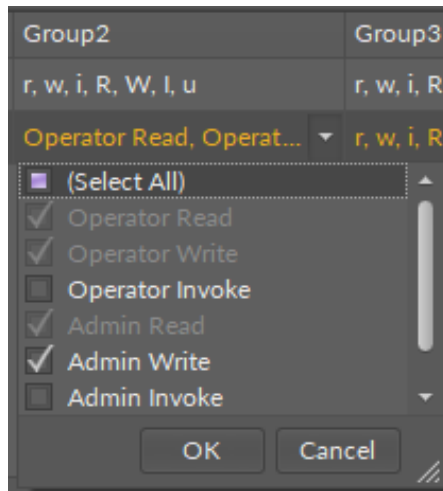 Group2 Group3
r, w, i, R, W, I, u r, w, i, R
Operator Read, Operat... r, w, i, R
(Select All)
Operator Read
Operator Write
Operator Invoke
Admin Read
Admin Write
Admin Invoke
OK Cancel